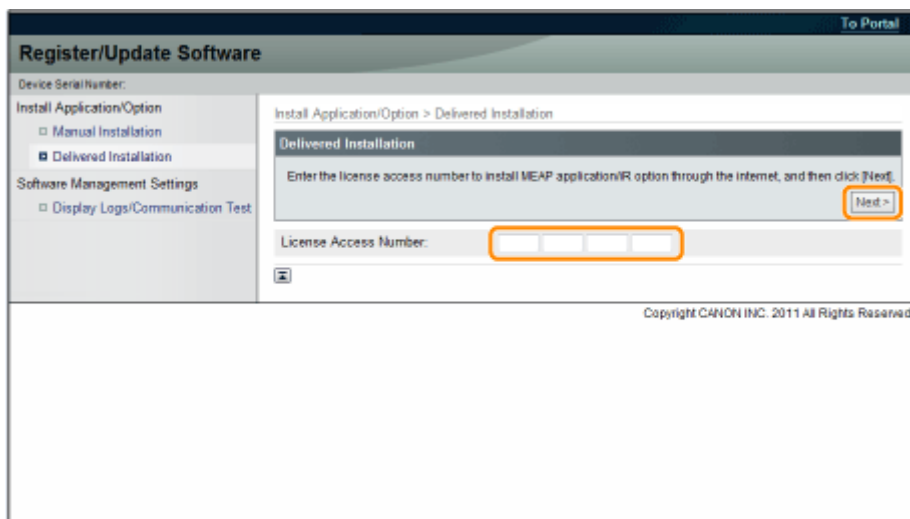 To Portal
Register/Update Software
Device Serial Number:
Install Application/Option
Manual Installation
Delivered Installation
Software Management Settings
Display Logs/Communication Test
Install Application/Option > Delivered Installation
Delivered Installation
Enter the license access number to install MEAP application/iR option through the internet, and then click [Next].
Next >
License Access Number:
Copyright CANON INC. 2011 All Rights Reserved